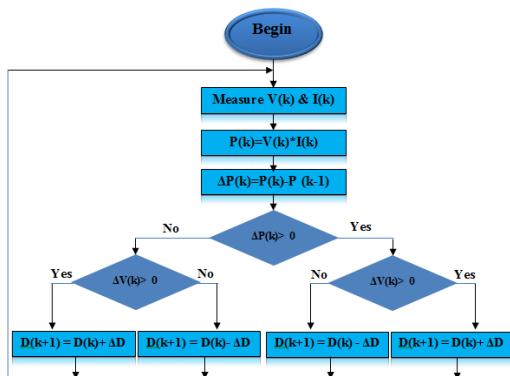 Begin
Measure V(k) & I(k)
P(k)=V(k)*I(k)
ΔP(k)=P(k)-P (k-1)
No
ΔP(k)> 0
Yes
Yes
ΔV(k)> 0
No
No
ΔV(k)> 0
Yes
D(k+1) = D(k)+ ΔD
D(k+1) = D(k)- ΔD
D(k+1) = D(k) - ΔD
D(k+1) = D(k)+ ΔD